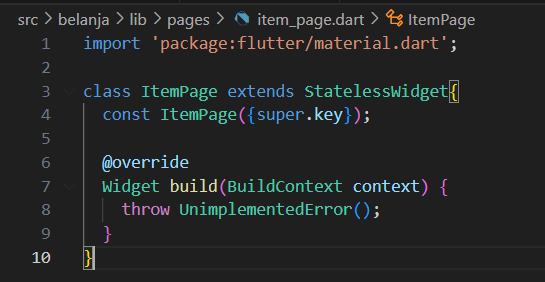 src > belanja > lib > pages > item_page.dart > ItemPage
1 import 'package:flutter/material.dart';
2
3 class ItemPage extends StatelessWidget{
4   const ItemPage({super.key});
5
6   @override
7   Widget build(BuildContext context) {
8     throw UnimplementedError();
9   }
10 }